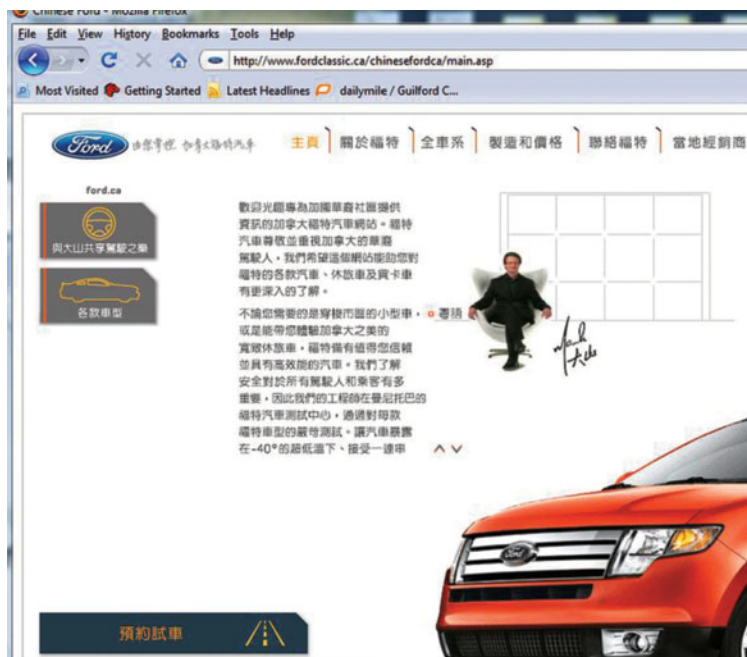 Chinese Ford - Mozilla Firefox
File Edit View History Bookmarks Tools Help
http://www.fordclassic.ca/chinesefordca/main.asp
Most Visited Getting Started Latest Headlines dailymile / Guilford C...
Ford 主頁 關於福特 全車系 製造和價格 聯絡福特 當地經銷商
ford.ca
與大山共享駕駛之樂
各款車型
歡迎光臨專為加國華裔社區提供
資訊的加拿大福特汽車網站。福特
汽車尊敬並重視加拿大的華裔
駕駛人,我們希望這個網站能助您對
福特的各款汽車、休旅車及貨卡車
有更深入的了解。
不論您需要的是穿梭市區的小型車,
或是能帶您體驗加拿大之美的
寬敞休旅車,福特備有值得您信賴
並具有高效能的汽車。我們了解
安全對於所有駕駛人和乘客有多
重要,因此我們的工程師在曼尼托巴的
福特汽車測試中心,通過對每款
福特車型的嚴苛測試。讓汽車暴露
在-40°的超低溫下、接受一連串
粵語
大山
Ford
預約試車